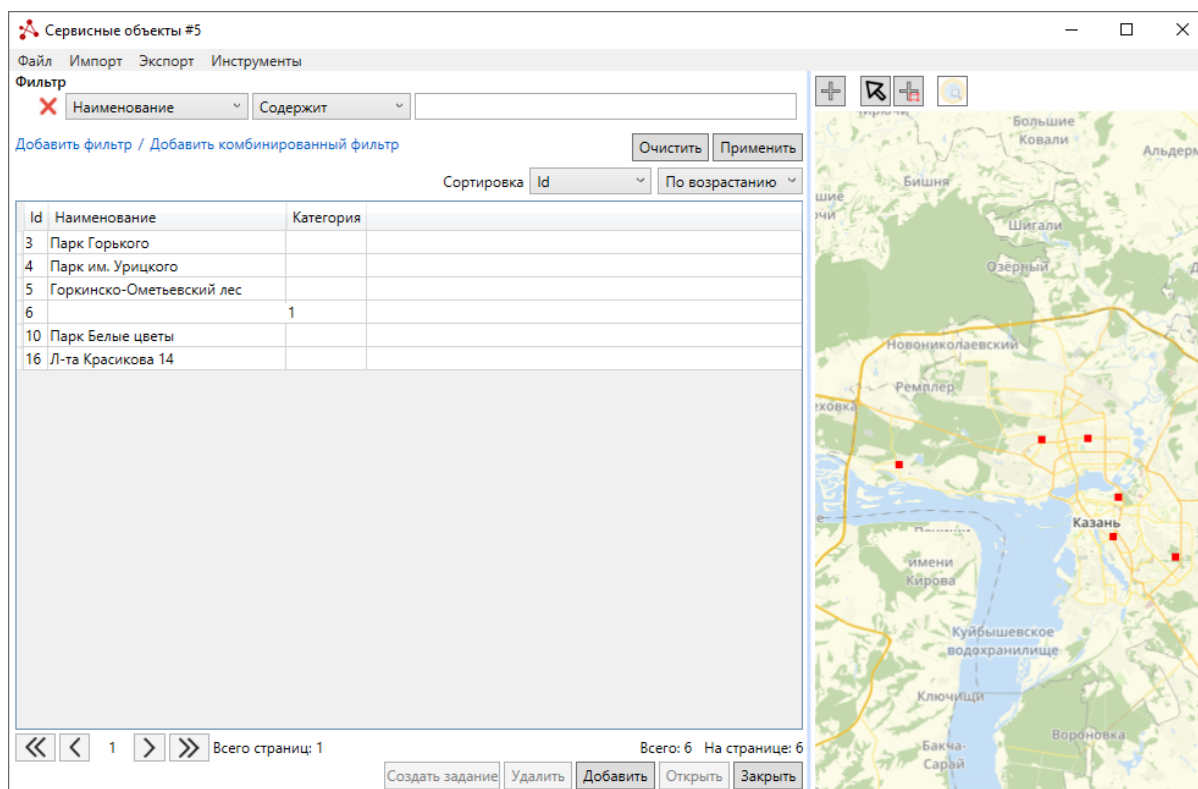 Сервисные объекты #5
Файл Импорт Экспорт Инструменты
Фильтр
Наименование Содержит
Добавить фильтр / Добавить комбинированный фильтр
Очистить Применить
Сортировка Id По возрастанию
Id Наименование Категория
3 Парк Горького
4 Парк им. Урицкого
5 Горкинско-Ометьевский лес
6 1
10 Парк Белые цветы
16 Л-та Красикова 14
1 Всего страниц: 1
Всего: 6 На странице: 6
Создать задание Удалить Добавить Открыть Закрыть
Большие
Ковали
Бишня
Шигали
Озёрный
Новониколаевский
Ремплер
Казань
имени
Кирова
Куйбышевское
водохранилище
Ключищи
Вороновка
Бакча-
Сарай